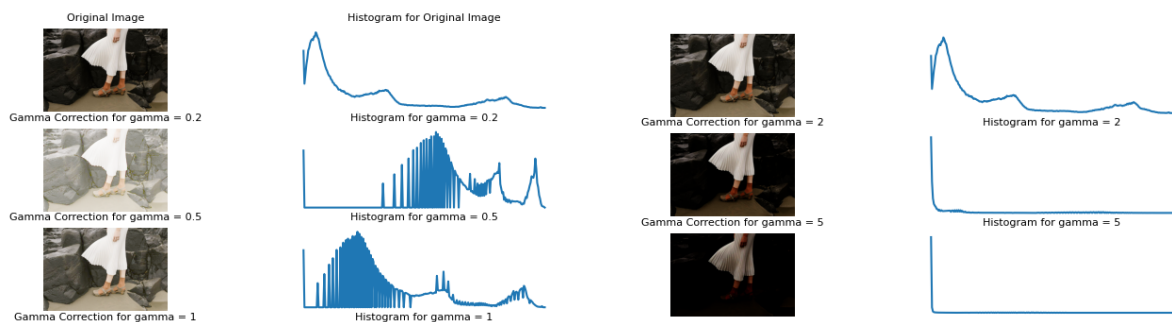 Original Image
Histogram for Original Image
Gamma Correction for gamma = 0.2
Histogram for gamma = 0.2
Gamma Correction for gamma = 0.5
Histogram for gamma = 0.5
Gamma Correction for gamma = 1
Histogram for gamma = 1
Gamma Correction for gamma = 2
Histogram for gamma = 2
Gamma Correction for gamma = 5
Histogram for gamma = 5